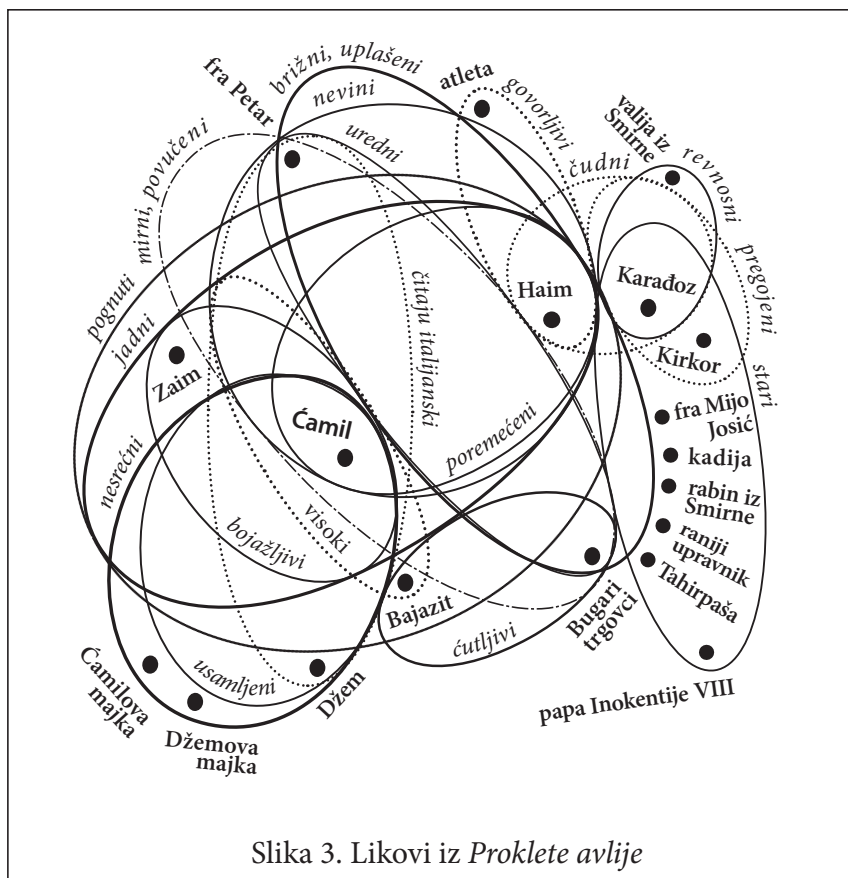 fra Petar
brižni, uplašeni
nevini
uredni
atleta
govorljivi
čudni
valija iz
Smirne
revnosni
pregojeni
stari
mirni, povučeni
pognuti
jadni
Zaim
čitaju italijanski
Haim
Karađoz
Kirkor
Ćamil
poremećeni
nesrećni
bojažljivi
visoki
fra Mijo
Josić
kadija
rabin iz
Smirne
raniji
upravnik
Tahirpaša
Bajazit
ćutljivi
Bugari
trgovci
usamljeni
Džem
Ćamilova
majka
Džemova
majka
papa Inokentije VIII
Slika 3. Likovi iz Proklete avlije